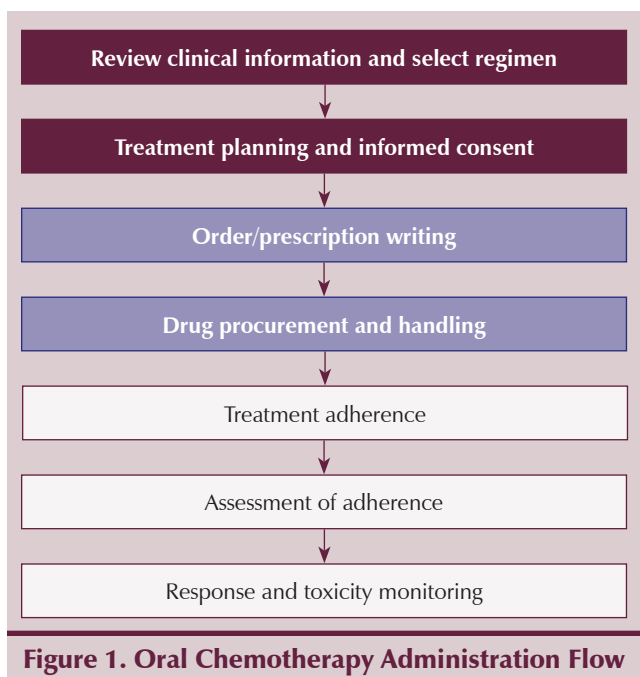 Review clinical information and select regimen
Treatment planning and informed consent
Order/prescription writing
Drug procurement and handling
Treatment adherence
Assessment of adherence
Response and toxicity monitoring
Figure 1. Oral Chemotherapy Administration Flow